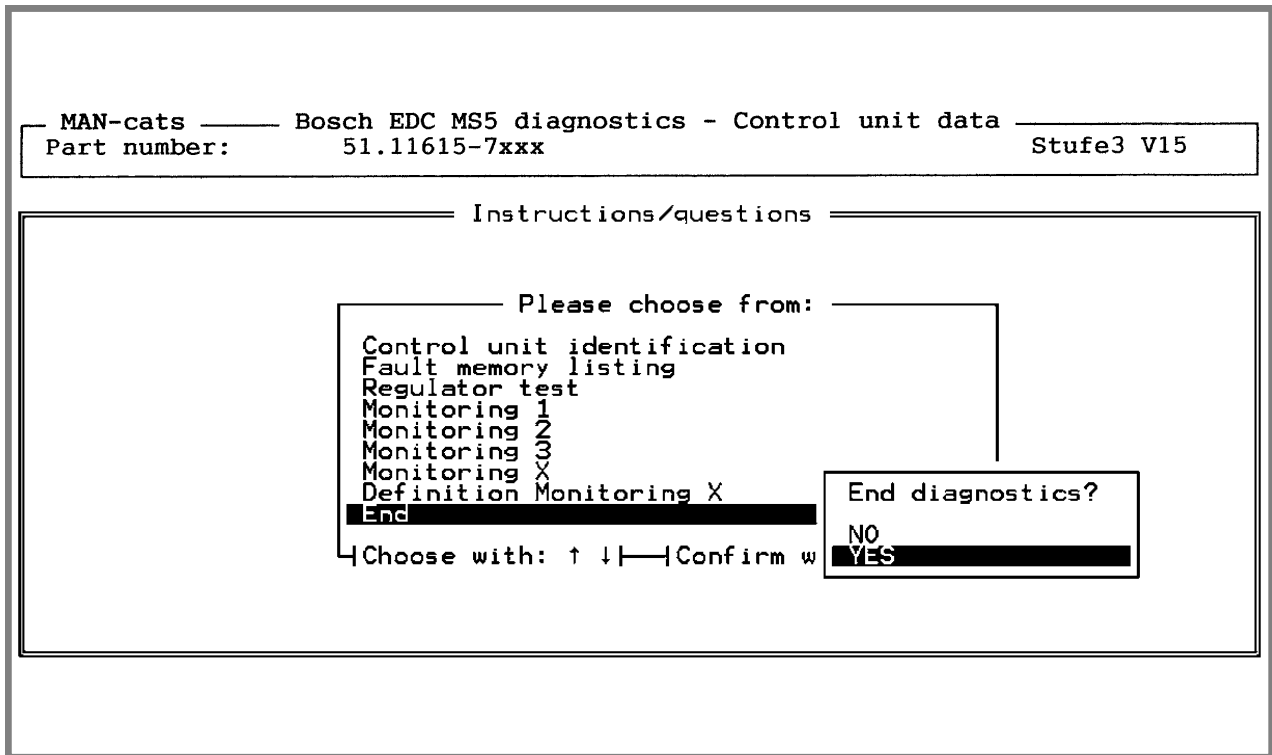 MAN-cats Bosch EDC MS5 diagnostics - Control unit data
Part number: 51.11615-7xxx Stufe3 V15
Instructions/questions
Please choose from:
Control unit identification
Fault memory listing
Regulator test
Monitoring 1
Monitoring 2
Monitoring 3
Monitoring X
Definition Monitoring X
End
Choose with: ↑ ↓ Confirm w
End diagnostics?
NO
YES